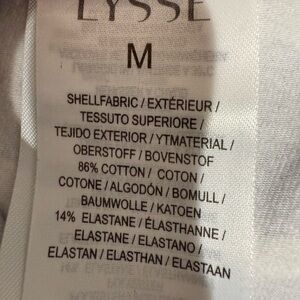 LYSSE
M
SHELLFABRIC / EXTÉRIEUR /
TESSUTO SUPERIORE /
TEJIDO EXTERIOR / YTMATERIAL /
OBERSTOFF / BOVENSTOF
86% COTTON / COTON /
COTONE / ALGODÓN / BOMULL /
BAUMWOLLE / KATOEN
14% ELASTANE / ÉLASTHANNE /
ELASTANE / ELASTANO /
ELASTAN / ELASTHAN / ELASTAAN